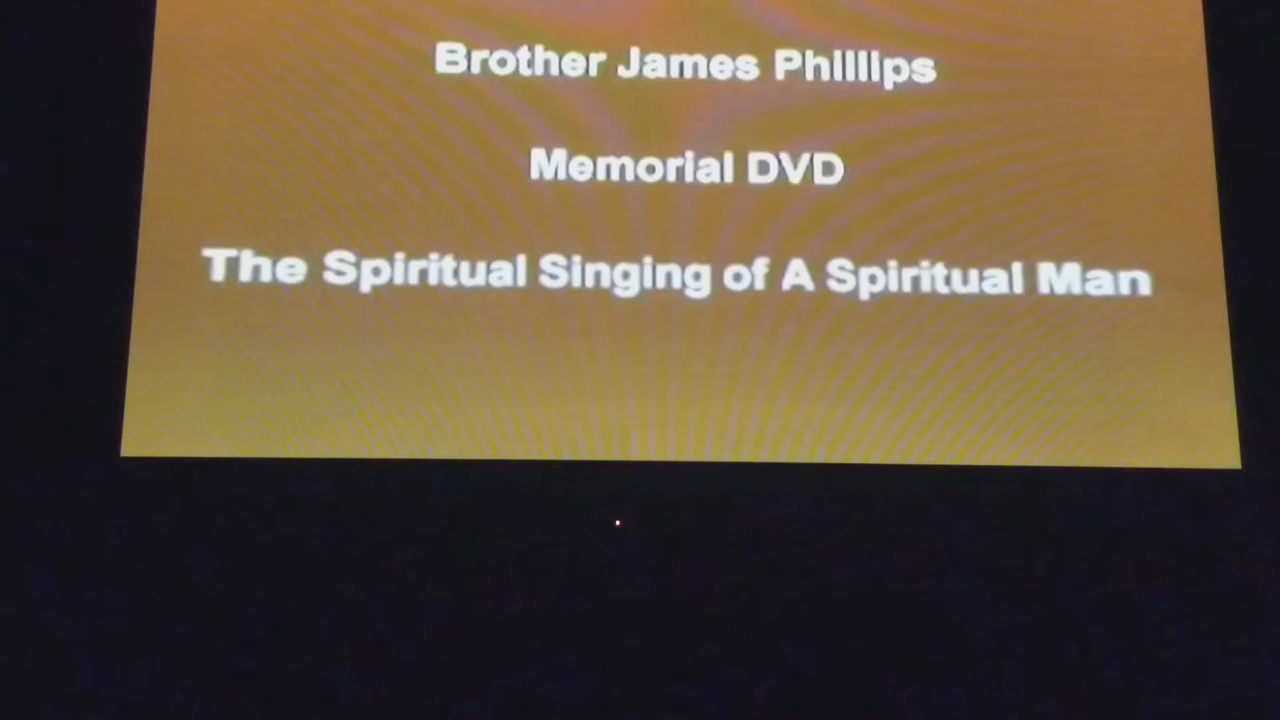 Brother James Phillips
Memorial DVD
The Spiritual Singing of A Spiritual Man